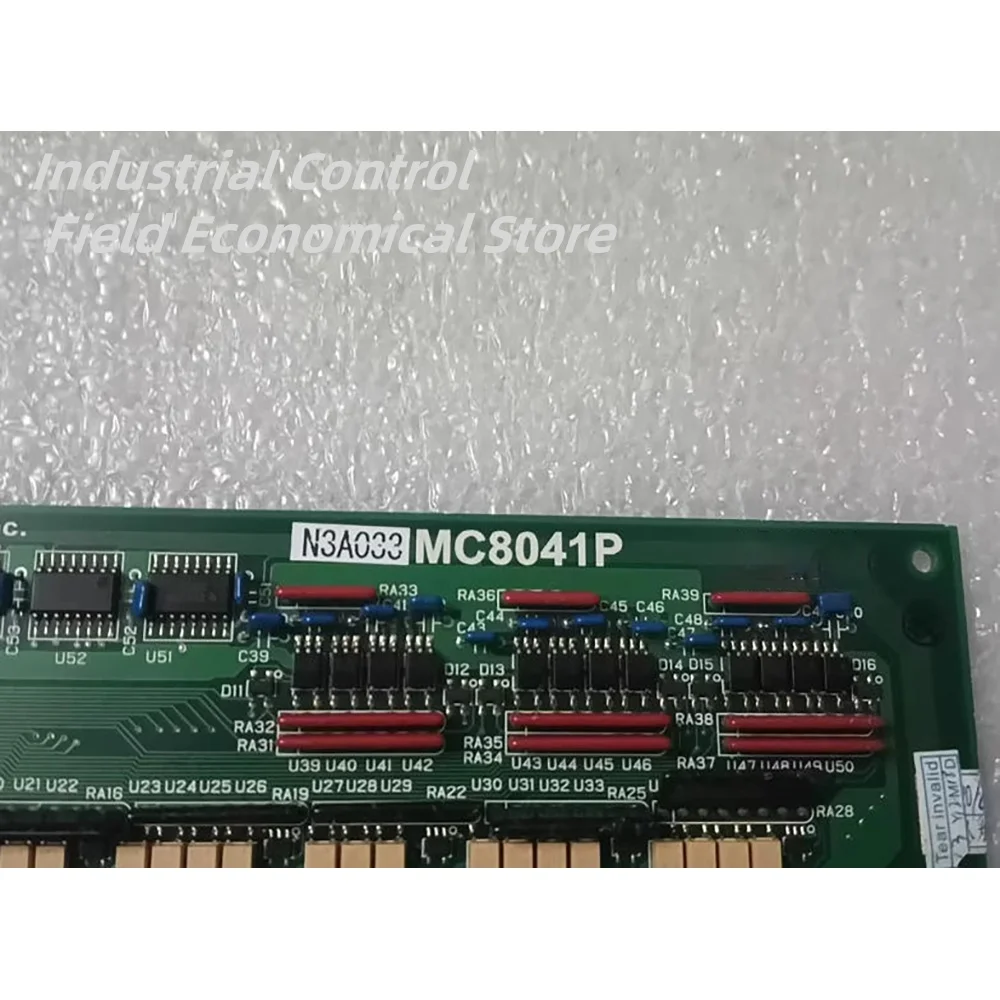 Industrial Control
Field Economical Store
c.
N3A033 MC8041P
RA33 RA36 C45 C46 RA39
C41 C44 C48
C43 C47
C53 U52 C52 U51 C39
D12 D13 D14 D15 D16
D11
RA32 RA38
RA31 RA35
RA34 RA37
U39 U40 U41 U42 U43 U44 U45 U46 U47 U48 U49 U50
U21 U22 U23 U24 U25 U26 U27 U28 U29 U30 U31 U32 U33
RA16 RA19 RA22 RA25 RA28
Tear invalid